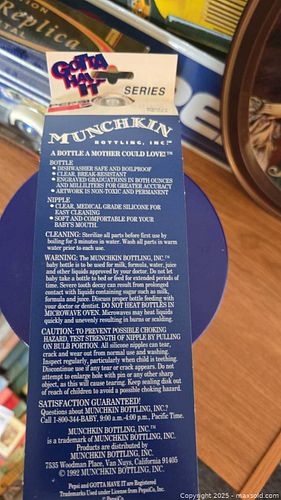 Replica
GOTTA
HAV
IT
SERIES
PEPSI
MUNCHKIN
BOTTLING, INC.™
A BOTTLE A MOTHER COULD LOVE!™
BOTTLE
• DISHWASHER SAFE AND BOILPROOF
• CLEAR, BREAK-RESISTANT
• ENGRAVED GRADUATIONS IN BOTH OUNCES
AND MILLILITERS FOR GREATER ACCURACY
• ARTWORK IS NON-TOXIC AND PERMANENT
NIPPLE
• CLEAR, MEDICAL GRADE SILICONE FOR
EASY CLEANING
• SOFT AND COMFORTABLE FOR YOUR
BABY'S MOUTH.
CLEANING: Sterilize all parts before first use by
boiling for 3 minutes in water. Wash all parts in warm
water prior to each use.
WARNING: The MUNCHKIN BOTTLING, INC.™
baby bottle is to be used for milk, formula, water, juice
and other liquids approved by your doctor. Do not let
baby take a bottle to bed or feed for extended periods of
time. Severe tooth decay can result from prolonged
contact with liquids containing sugar such as milk,
formula and juice. Discuss proper bottle feeding with
your doctor or dentist. DO NOT HEAT BOTTLES IN
MICROWAVE OVEN. Microwaves may heat liquids
quickly and unevenly resulting in burns or scalding.
CAUTION: TO PREVENT POSSIBLE CHOKING
HAZARD, TEST STRENGTH OF NIPPLE BY PULLING
ON BULB PORTION. All silicone nipples can tear,
crack and wear out from normal use and washing.
Inspect regularly, particularly when child is teething.
Discontinue use if any tear or crack appears. Do not
attempt to enlarge hole with pin or any other sharp
object, as this will cause tearing. Keep sealing disk out
of reach of children to avoid a possible choking hazard.
SATISFACTION GUARANTEED!
Questions about MUNCHKIN BOTTLING, INC.?
Call 1-800-344-BABY, 9:00 a.m.-4:00 p.m., Pacific Time.
MUNCHKIN BOTTLING, INC.™
is a trademark of MUNCHKIN BOTTLING, INC.
Products are distributed by
MUNCHKIN BOTTLING, INC.
7535 Woodman Place, Van Nuys, California 91405
© 1992 MUNCHKIN BOTTLING, INC.
Pepsi and GOTTA HAVE IT are Registered
Trademarks Used under License from PepsiCo, Inc.
© PepsiCo, Inc.
Copyright 2025 - maxsold.com